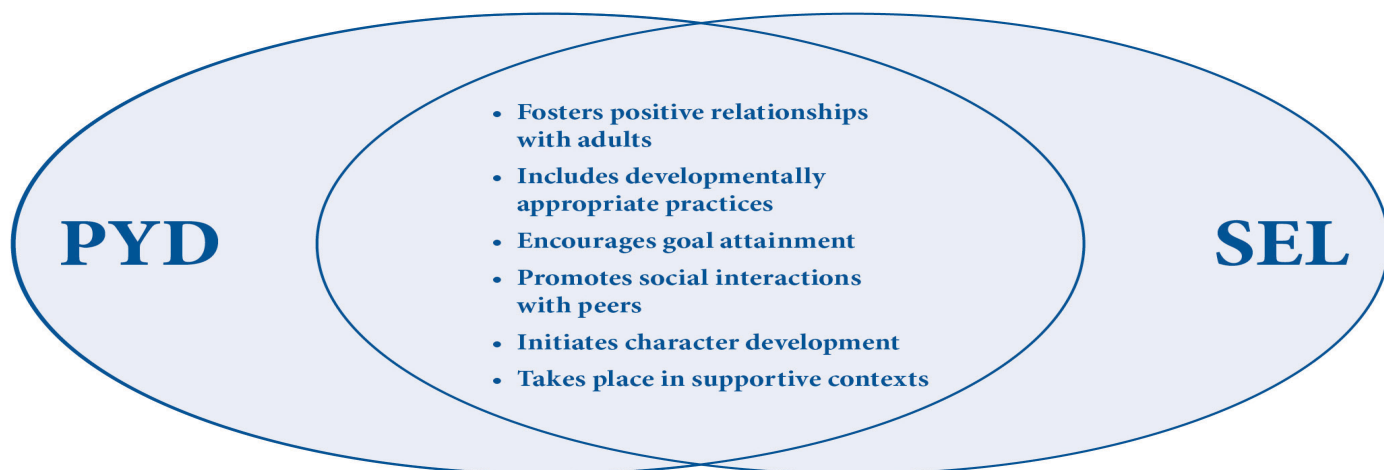 PYD
• Fosters positive relationships
with adults
• Includes developmentally
appropriate practices
• Encourages goal attainment
• Promotes social interactions
with peers
• Initiates character development
• Takes place in supportive contexts
SEL